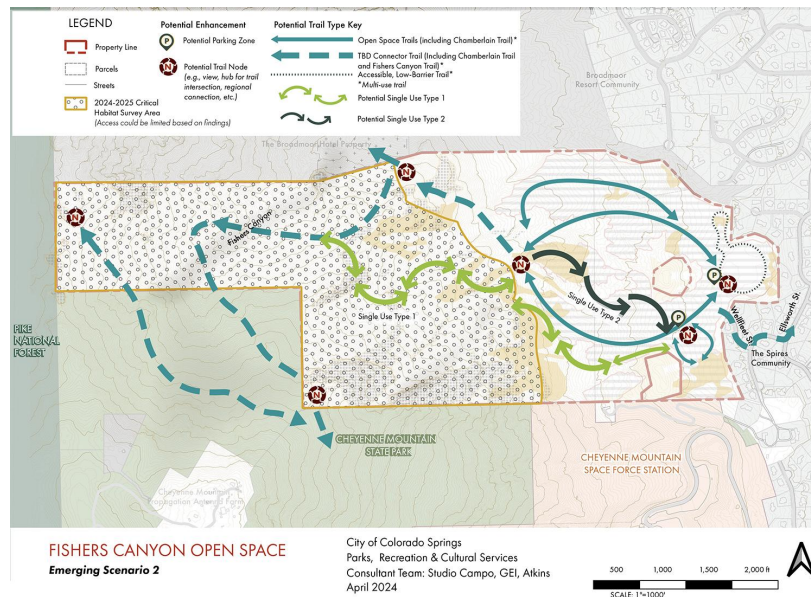 LEGEND
Property Line
Parcels
Streets
2024-2025 Critical
Habitat Survey Area
(Access could be limited based on findings)
Potential Enhancement
P
Potential Parking Zone
N
Potential Trail Node
(e.g., view, hub for trail
intersection, regional
connection, etc.)
Potential Trail Type Key
Open Space Trails (including Chamberlain Trail)*
TBD Connector Trail (Including Chamberlain Trail
and Fishers Canyon Trail)*
Accessible, Low-Barrier Trail*
*Multi-use trail
Potential Single Use Type 1
Potential Single Use Type 2
Broadmoor
Resort Community
The Broadmoor Hotel Property
N
N
Fishers Canyon
N
P
N
Single Use Type 1
Single Use Type 2
P
N
Wellfleet St.
Ellsworth St.
The Spires
Community
PIKE
NATIONAL
FOREST
N
CHEYENNE MOUNTAIN
STATE PARK
CHEYENNE MOUNTAIN
SPACE FORCE STATION
Cheyenne Mountain
Propagation Antenna Farm
FISHERS CANYON OPEN SPACE
Emerging Scenario 2
City of Colorado Springs
Parks, Recreation & Cultural Services
Consultant Team: Studio Campo, GEI, Atkins
April 2024
500 1,000 1,500 2,000 ft
SCALE: 1"=1000'